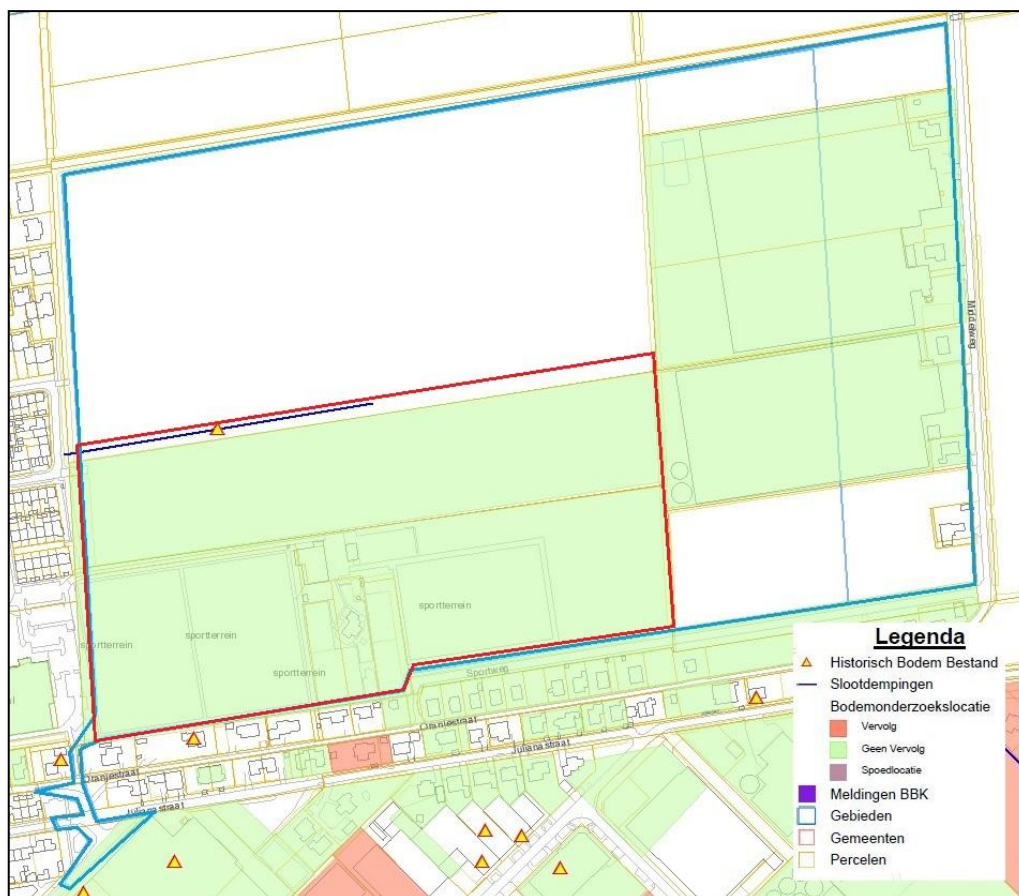 Middelweg
sportterrein
sportterrein
sportterrein
sportterrein
Sportweg
Oranjestraat
Julianastraat
Oranjestraat
Julianastraat
Legenda
Historisch Bodem Bestand
Slootdempingen
Bodemonderzoekslocatie
Vervolg
Geen Vervolg
Spoedlocatie
Meldingen BBK
Gebieden
Gemeenten
Percelen